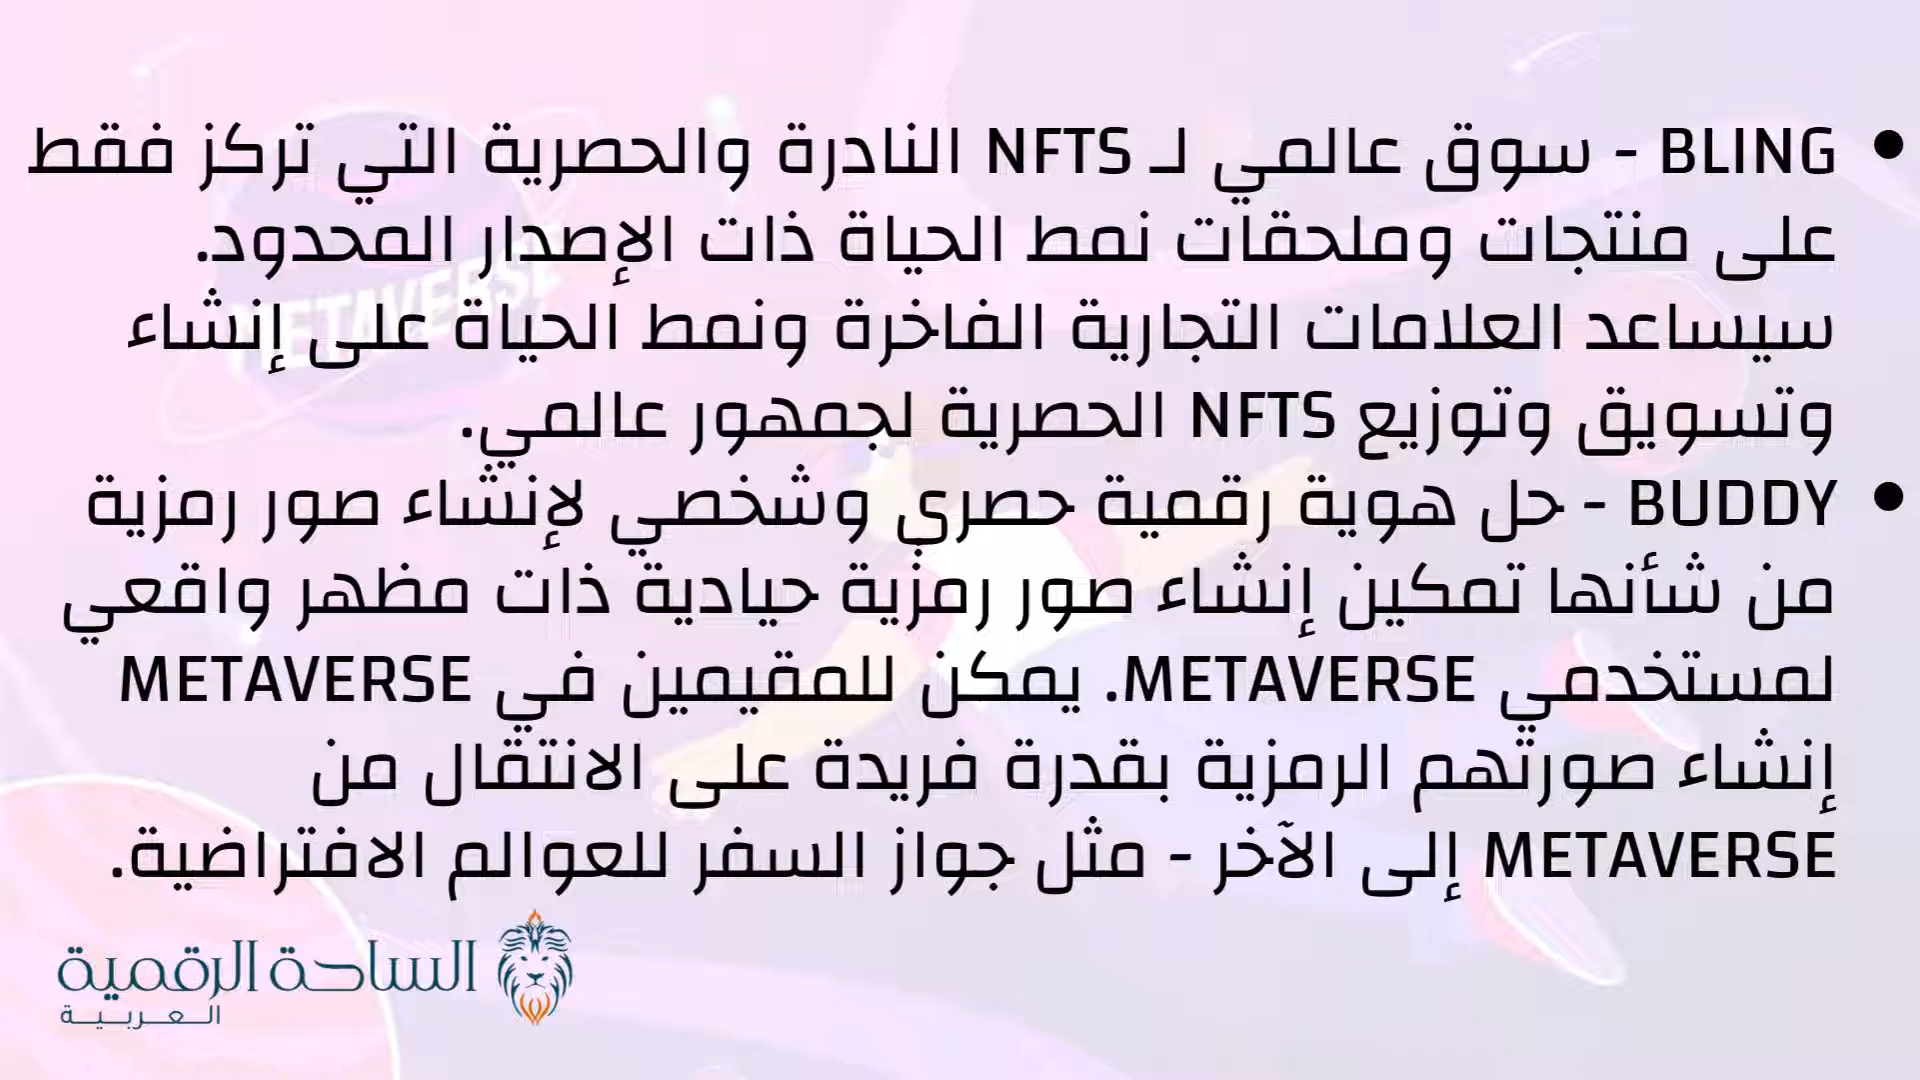 • BLING - سوق عالمي لـ NFTS النادرة والحصرية التي تركز فقط
على منتجات وملحقات نمط الحياة ذات الإصدار المحدود.
سيساعد العلامات التجارية الفاخرة ونمط الحياة على إنشاء
وتسويق وتوزيع NFTS الحصرية لجمهور عالمي.
• BUDDY - حل هوية رقمية حصري وشخصي لإنشاء صور رمزية
من شأنها تمكين إنشاء صور رمزية حيادية ذات مظهر واقعي
لمستخدمي METAVERSE. يمكن للمقيمين في METAVERSE
إنشاء صورتهم الرمزية بقدرة فريدة على الانتقال من
METAVERSE إلى الآخر - مثل جواز السفر للعوالم الافتراضية.
METAVERSE
الساحة الرقمية
العربية